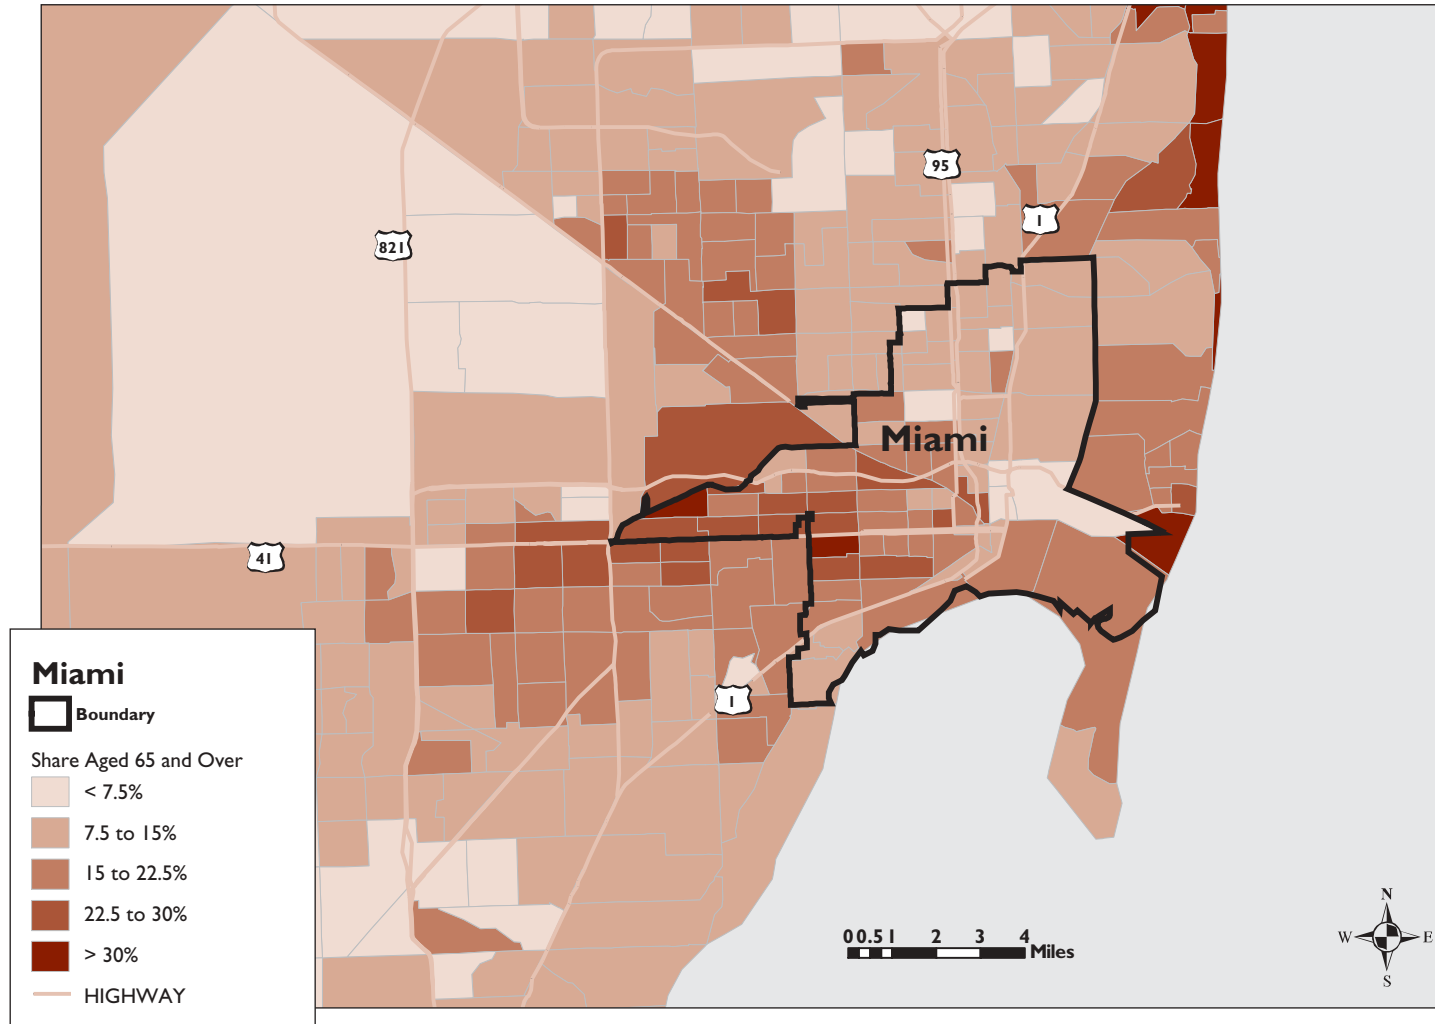 95
1
821
Miami
41
1
Miami
Boundary
Share Aged 65 and Over
< 7.5%
7.5 to 15%
15 to 22.5%
22.5 to 30%
> 30%
HIGHWAY
0 0.5 1 2 3 4
Miles
N
W E
S